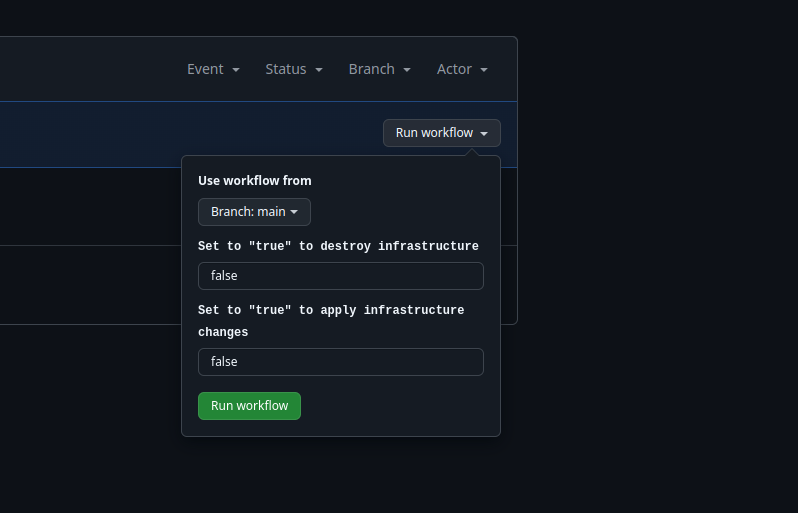 Event Status Branch Actor
Run workflow
Use workflow from
Branch: main
Set to "true" to destroy infrastructure
false
Set to "true" to apply infrastructure
changes
false
Run workflow